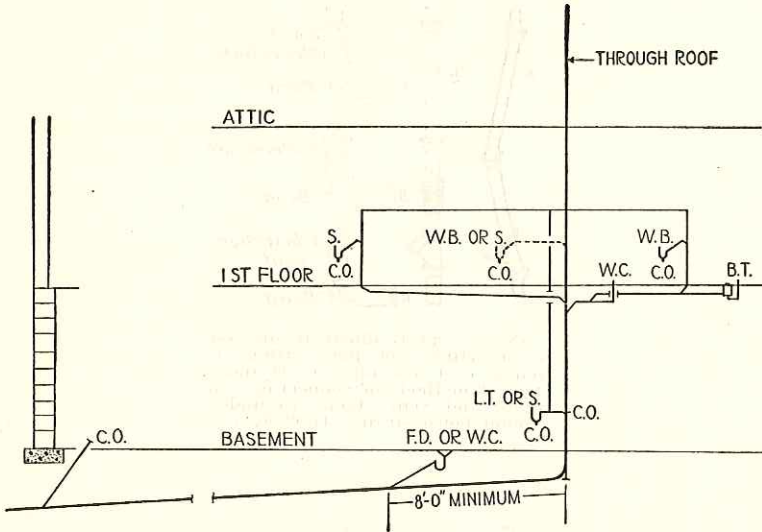 THROUGH ROOF
ATTIC
S.
W.B. OR S.
W.B.
C.O.
C.O.
C.O.
W.C.
B.T.
1 ST FLOOR
L.T. OR S.
C.O.
C.O.
C.O.
BASEMENT
F.D. OR W.C.
8'-0" MINIMUM